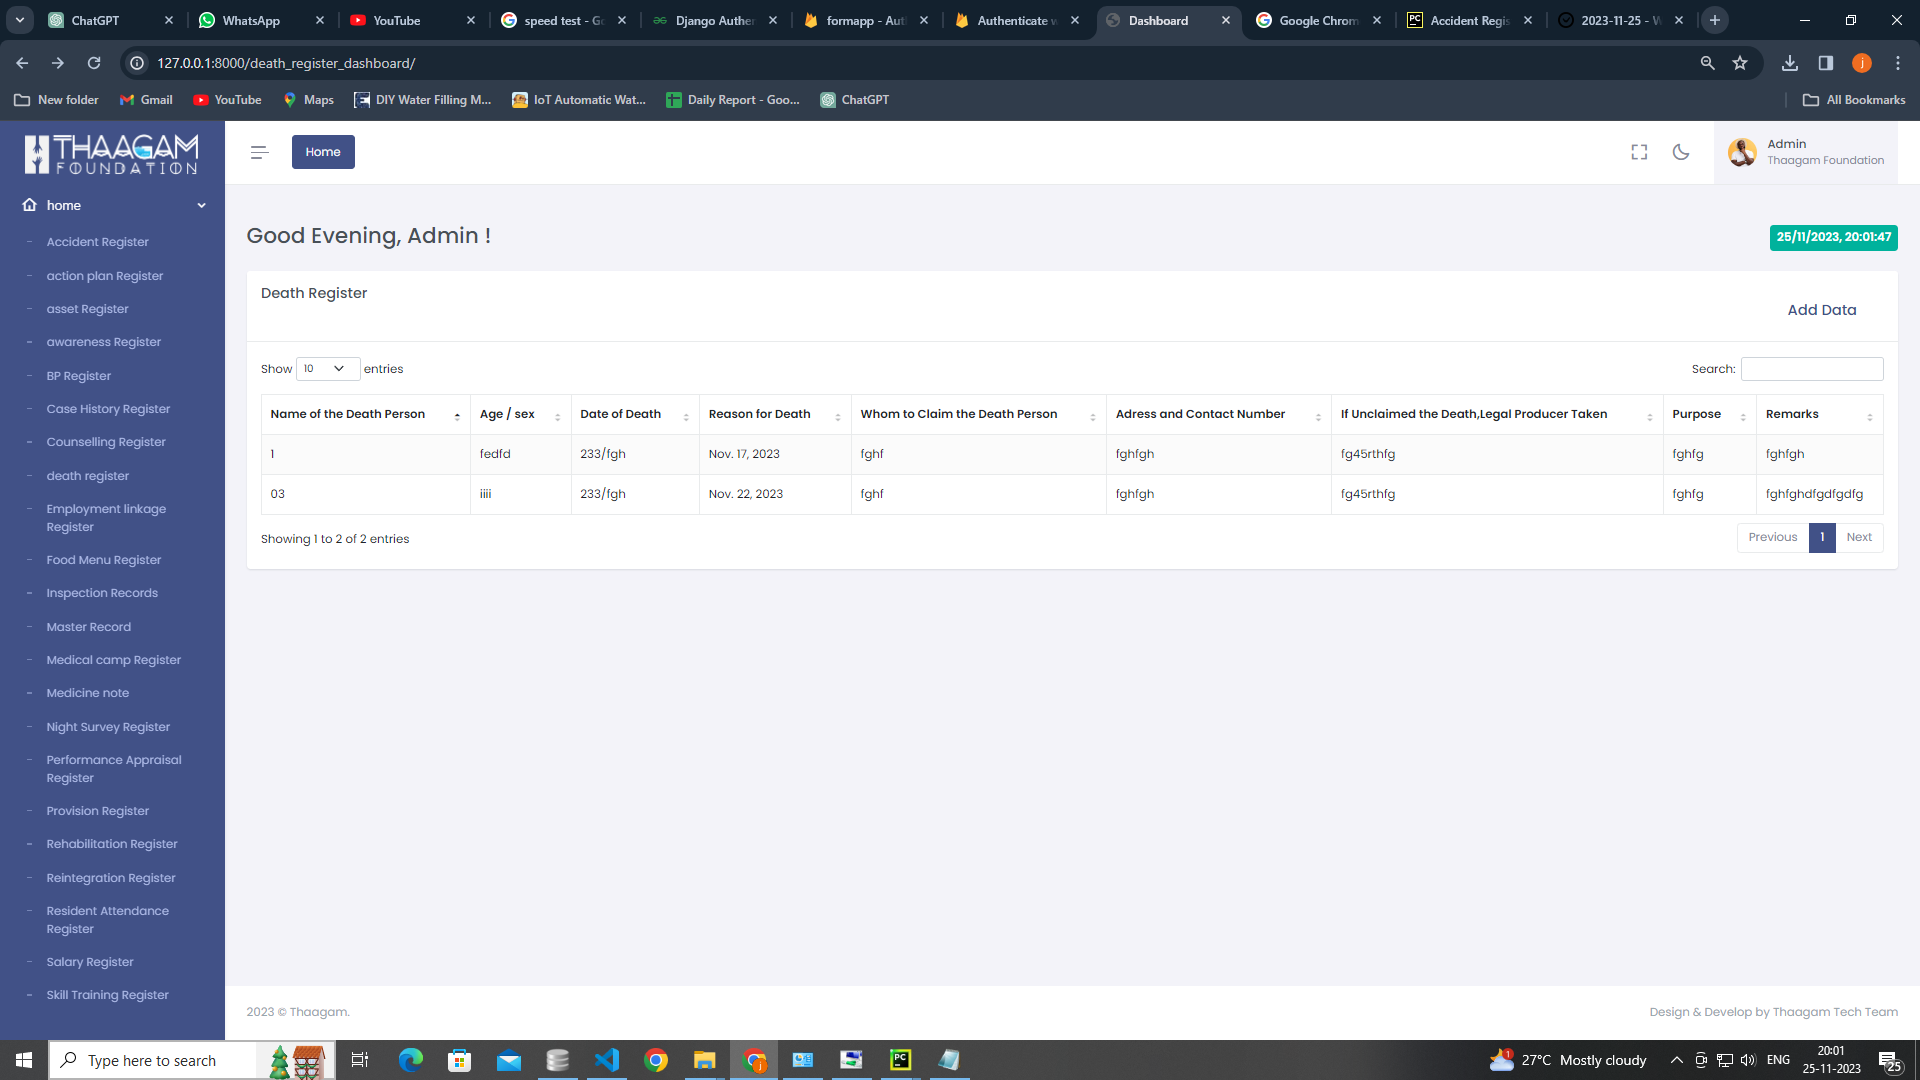 ChatGPT
WhatsApp
YouTube
speed test - Go
Django Authen
formapp - Aut
Authenticate w
Dashboard
Google Chrom
Accident Regis
2023-11-25 - W
127.0.0.1:8000/death_register_dashboard/
j
New folder
Gmail
YouTube
Maps
DIY Water Filling M...
IoT Automatic Wat...
Daily Report - Goo...
ChatGPT
All Bookmarks
THAAGAM
FOUNDATION
Home
Admin
Thaagam Foundation
home
Accident Register
action plan Register
asset Register
awareness Register
BP Register
Case History Register
Counselling Register
death register
Employment linkage
Register
Food Menu Register
Inspection Records
Master Record
Medical camp Register
Medicine note
Night Survey Register
Performance Appraisal
Register
Provision Register
Rehabilitation Register
Reintegration Register
Resident Attendance
Register
Salary Register
Skill Training Register
Good Evening, Admin !
25/11/2023, 20:01:47
Death Register
Add Data
Show 10 entries
Search:
Name of the Death Person Age / sex Date of Death Reason for Death Whom to Claim the Death Person Adress and Contact Number If Unclaimed the Death,Legal Producer Taken Purpose Remarks
1 fedfd 233/fgh Nov. 17, 2023 fghf fghfgh fg45rthfg fghfg fghfgh
03 iiii 233/fgh Nov. 22, 2023 fghf fghfgh fg45rthfg fghfg fghfghdfgdfgdfg
Showing 1 to 2 of 2 entries
Previous 1 Next
2023 © Thaagam.
Design & Develop by Thaagam Tech Team
Type here to search
PC
j
1
27°C Mostly cloudy
ENG
20:01
25-11-2023
25